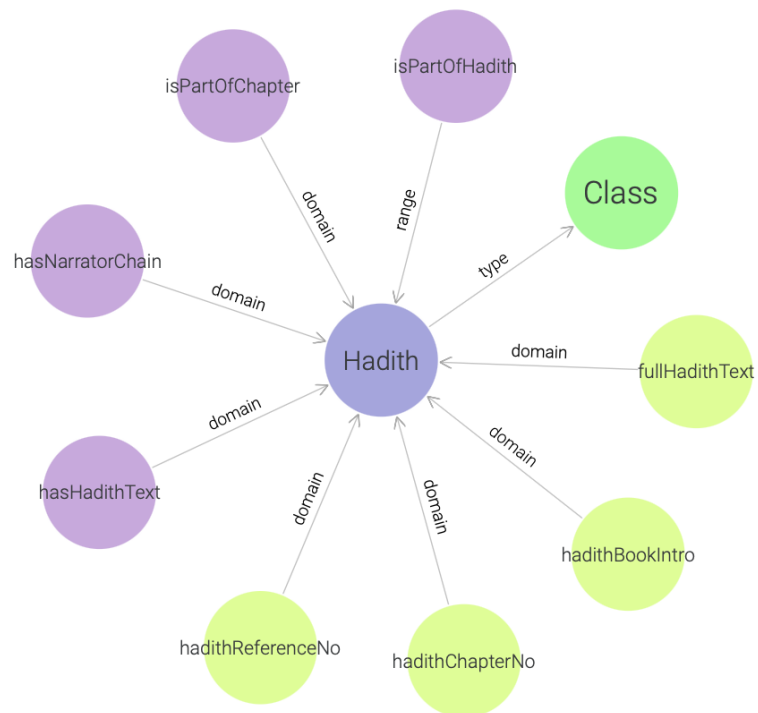 isPartOfHadith
isPartOfChapter
Class
domain
range
hasNarratorChain
type
domain
Hadith
domain
fullHadithText
domain
domain
hasHadithText
domain
domain
hadithBookIntro
hadithReferenceNo
hadithChapterNo